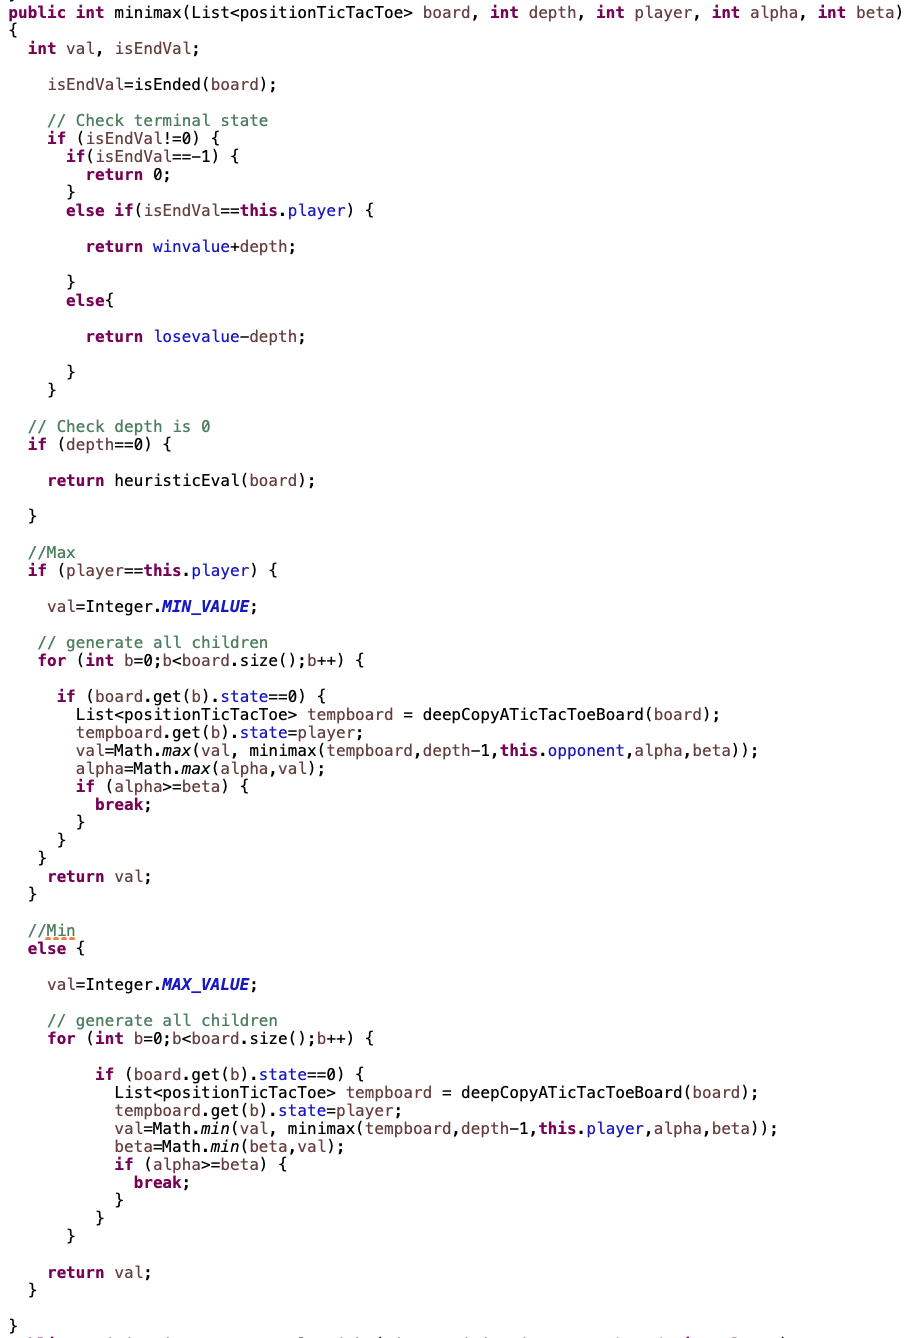 public int minimax(List<positionTicTacToe> board, int depth, int player, int alpha, int beta)
{
  int val, isEndVal;
    isEndVal=isEnded(board);
    // Check terminal state
    if (isEndVal!=0) {
      if(isEndVal==-1) {
        return 0;
      }
      else if(isEndVal==this.player) {
        return winvalue+depth;
      }
      else{
        return losevalue-depth;
      }
    }
  // Check depth is 0
  if (depth==0) {
    return heuristicEval(board);
  }
  //Max
  if (player==this.player) {
    val=Integer.MIN_VALUE;
   // generate all children
   for (int b=0;b<board.size();b++) {
     if (board.get(b).state==0) {
       List<positionTicTacToe> tempboard = deepCopyATicTacToeBoard(board);
       tempboard.get(b).state=player;
       val=Math.max(val, minimax(tempboard,depth-1,this.opponent,alpha,beta));
       alpha=Math.max(alpha,val);
       if (alpha>=beta) {
         break;
       }
     }
   }
    return val;
  }
  //Min
  else {
    val=Integer.MAX_VALUE;
    // generate all children
    for (int b=0;b<board.size();b++) {
         if (board.get(b).state==0) {
           List<positionTicTacToe> tempboard = deepCopyATicTacToeBoard(board);
           tempboard.get(b).state=player;
           val=Math.min(val, minimax(tempboard,depth-1,this.player,alpha,beta));
           beta=Math.min(beta,val);
           if (alpha>=beta) {
             break;
           }
         }
      }
    return val;
  }
}